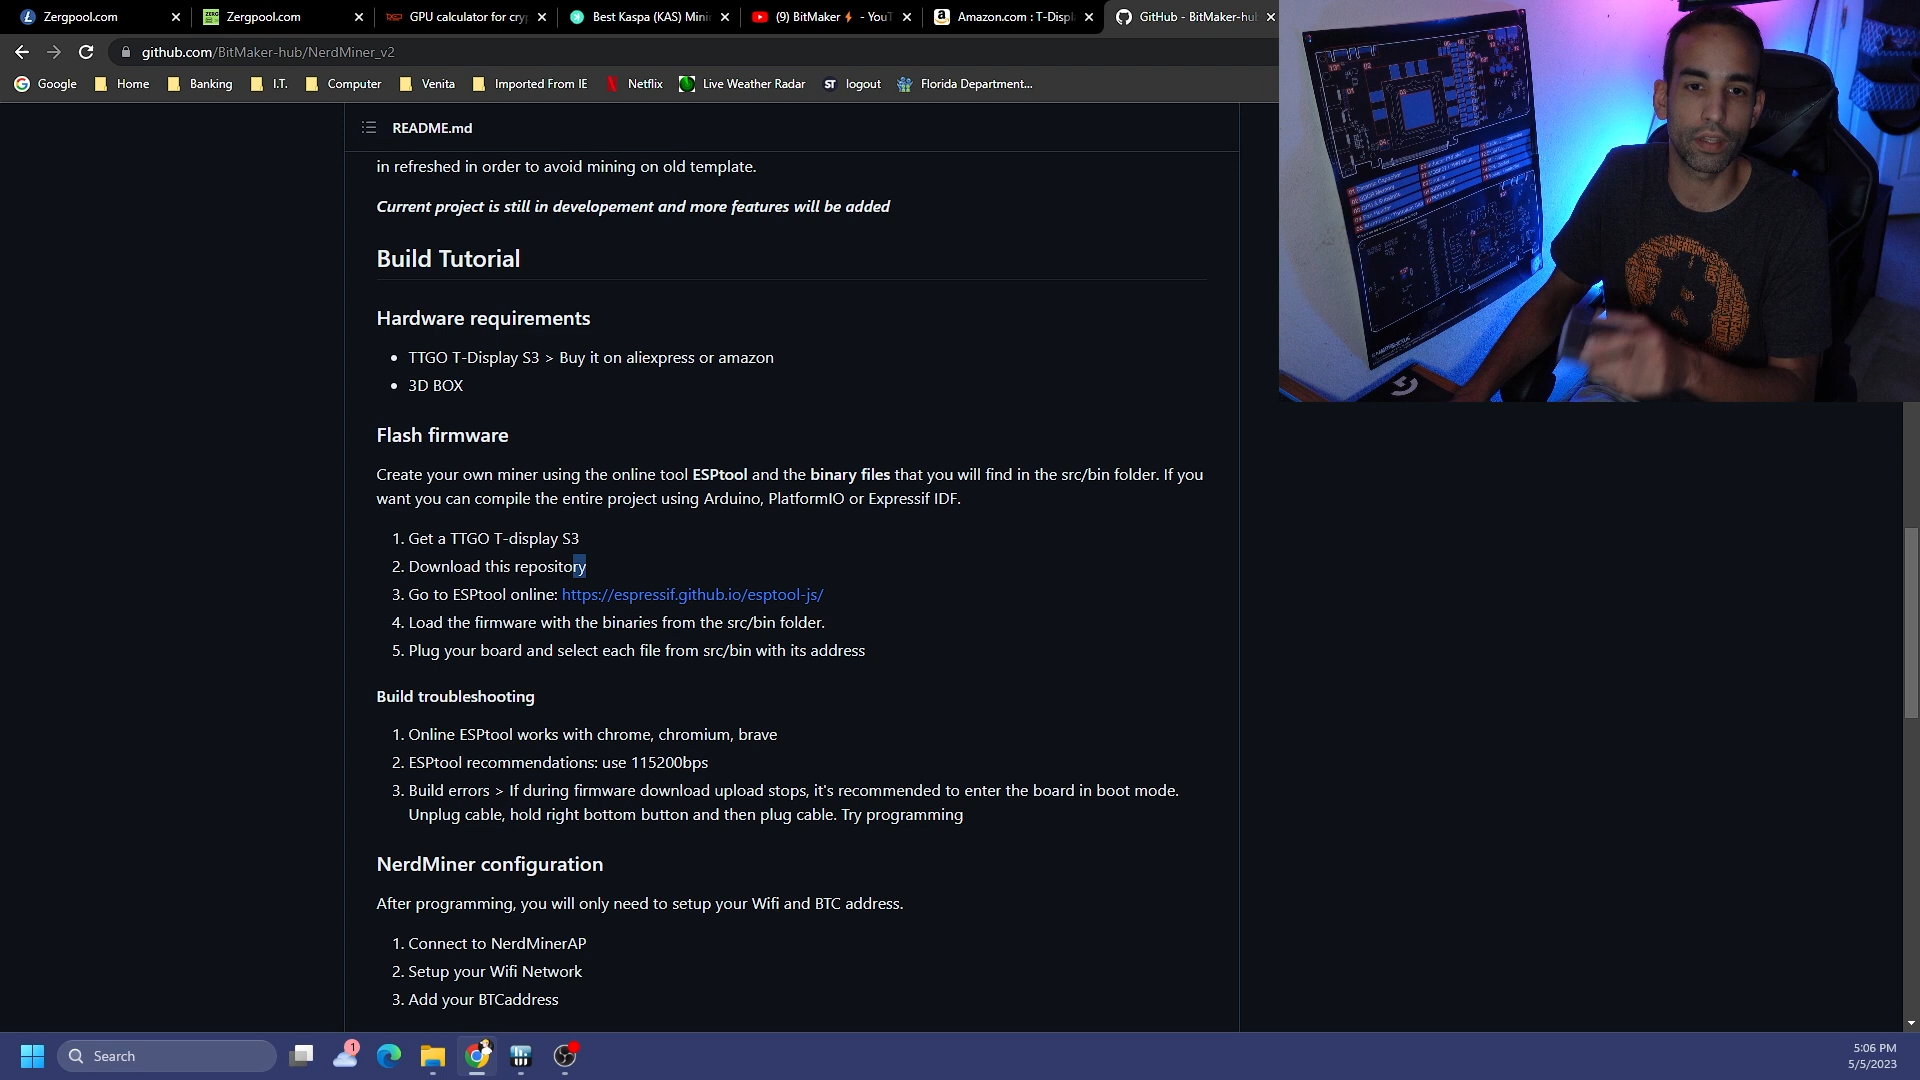 Zergpool.com
Zergpool.com
GPU calculator for cry
Best Kaspa (KAS) Mini
(9) BitMaker⚡ - YouT
Amazon.com : T-Displ
GitHub - BitMaker-hu
github.com/BitMaker-hub/NerdMiner_v2
Google
Home
Banking
I.T.
Computer
Venita
Imported From IE
Netflix
Live Weather Radar
ST logout
Florida Department...
README.md
in refreshed in order to avoid mining on old template.
Current project is still in developement and more features will be added
Build Tutorial
Hardware requirements
• TTGO T-Display S3 > Buy it on aliexpress or amazon
• 3D BOX
Flash firmware
Create your own miner using the online tool ESPtool and the binary files that you will find in the src/bin folder. If you
want you can compile the entire project using Arduino, PlatformIO or Expressif IDF.
1. Get a TTGO T-display S3
2. Download this repository
3. Go to ESPtool online: https://espressif.github.io/esptool-js/
4. Load the firmware with the binaries from the src/bin folder.
5. Plug your board and select each file from src/bin with its address
Build troubleshooting
1. Online ESPtool works with chrome, chromium, brave
2. ESPtool recommendations: use 115200bps
3. Build errors > If during firmware download upload stops, it's recommended to enter the board in boot mode.
Unplug cable, hold right bottom button and then plug cable. Try programming
NerdMiner configuration
After programming, you will only need to setup your Wifi and BTC address.
1. Connect to NerdMinerAP
2. Setup your Wifi Network
3. Add your BTCaddress
Search
1
5:06 PM
5/5/2023